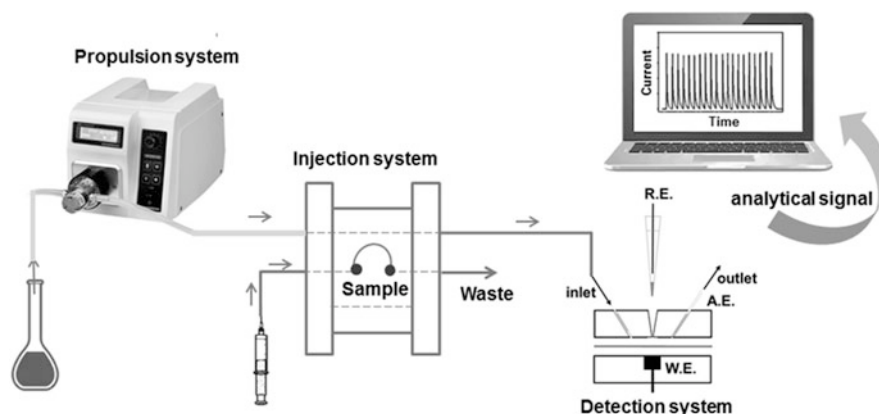 Propulsion system
Injection system
Sample
Waste
Current
Time
analytical signal
R.E.
inlet
outlet
A.E.
W.E.
Detection system